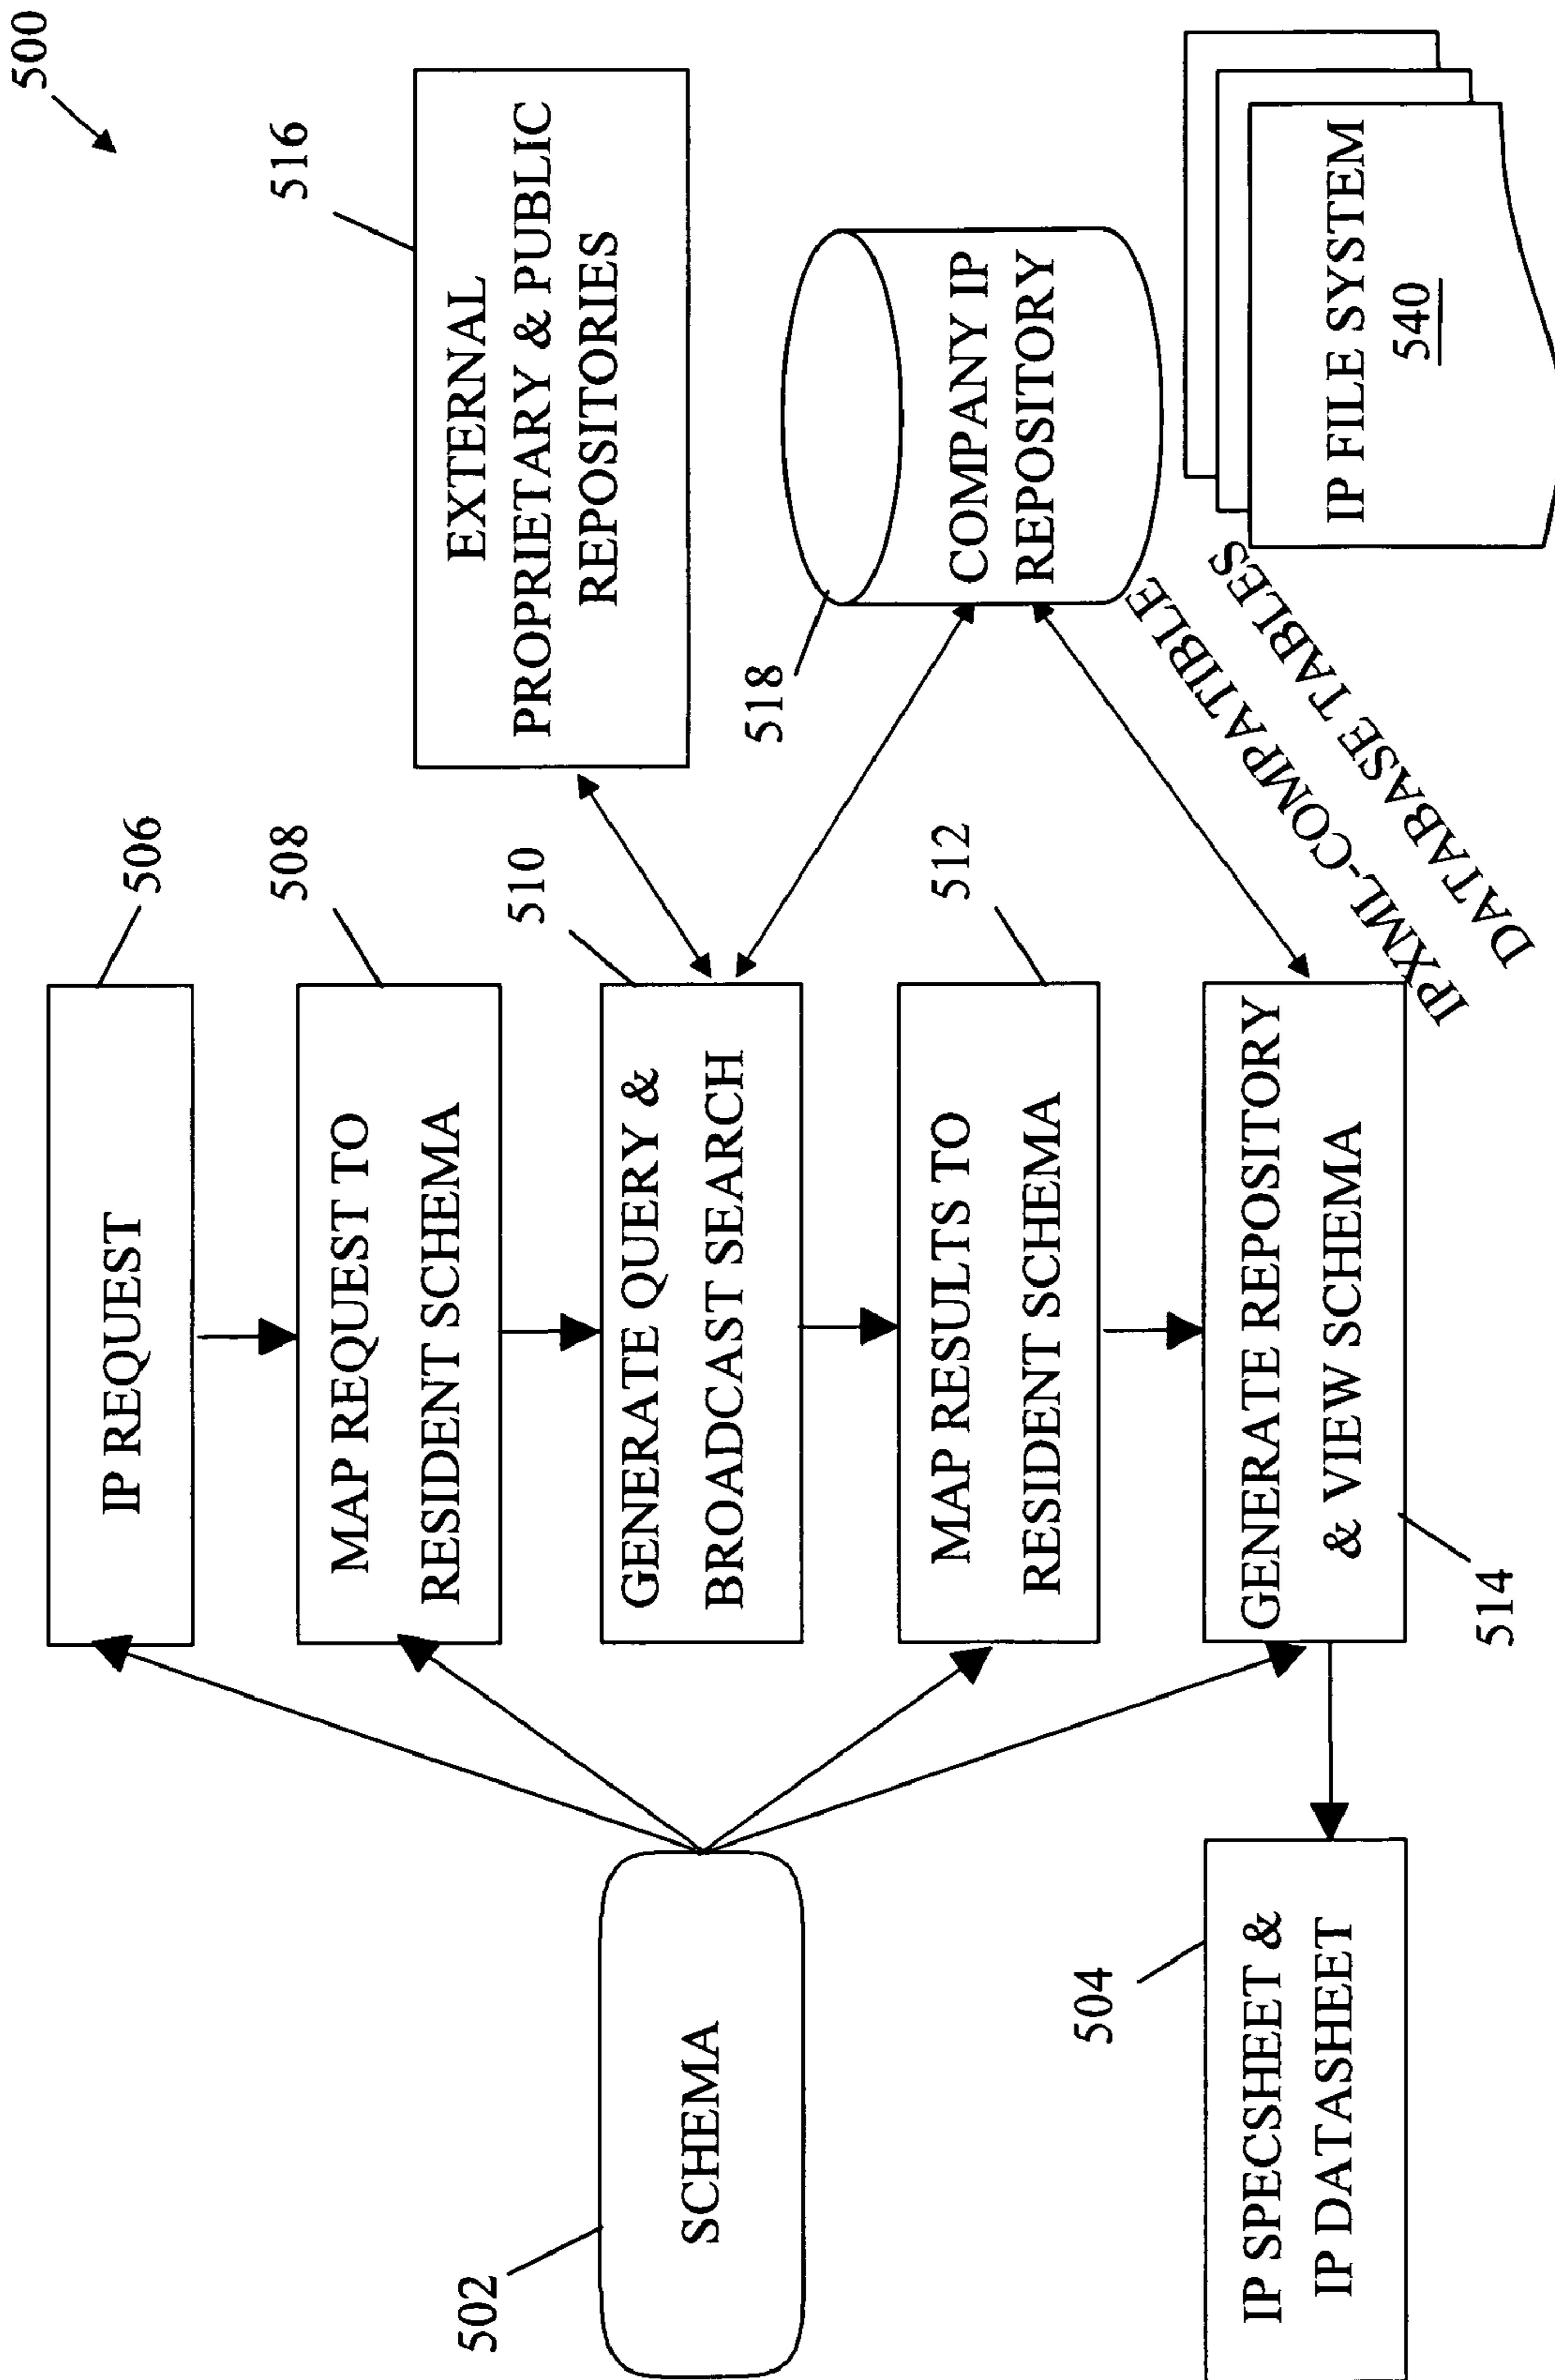 500
506
IP REQUEST
508
MAP REQUEST TO
RESIDENT SCHEMA
516
EXTERNAL
PROPRIETARY & PUBLIC
REPOSITORIES
502
SCHEMA
510
GENERATE QUERY &
BROADCAST SEARCH
518
COMPANY IP
REPOSITORY
512
MAP RESULTS TO
RESIDENT SCHEMA
504
IP SPECSHEET &
IP DATASHEET
GENERATE REPOSITORY
& VIEW SCHEMA
514
IPXML-COMPATIBLE
DATABASE TABLES
IP FILE SYSTEM
540